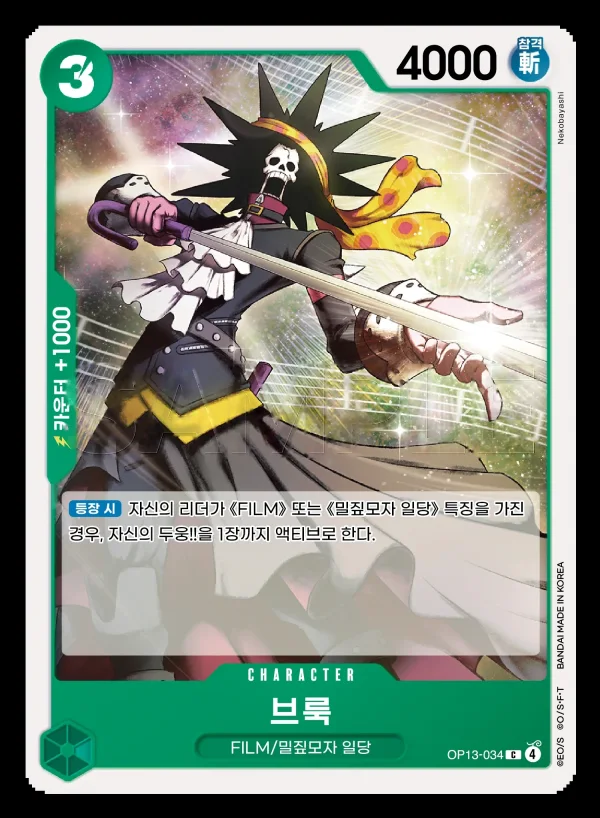 3
4000
참격
斬
Nekobayashi
⚡카운터 +1000
SAMPLE
등장 시 자신의 리더가 《FILM》 또는 《밀짚모자 일당》 특징을 가진
경우, 자신의 두웅!!을 1장까지 액티브로 한다.
CHARACTER
브룩
FILM/밀짚모자 일당
OP13-034 C 4
©EO/S ©O/S·F·T BANDAI MADE IN KOREA